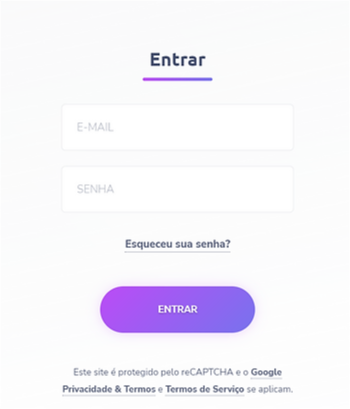 Entrar
E-MAIL
SENHA
Esqueceu sua senha?
ENTRAR
Este site é protegido pelo reCAPTCHA e o Google
Privacidade & Termos e Termos de Serviço se aplicam.